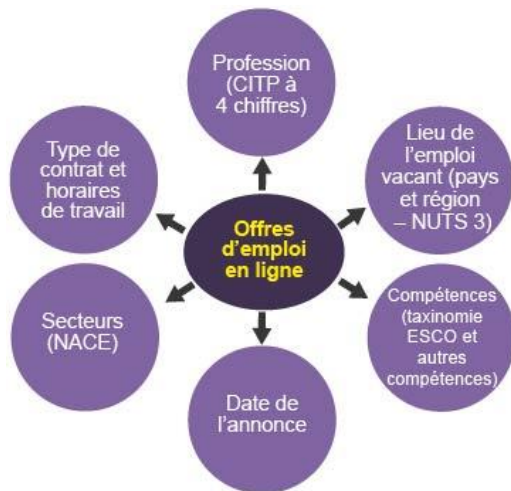 Profession
(CITP à
4 chiffres)
Type de
contrat et
horaires
de travail
Lieu de
l’emploi
vacant (pays
et région
– NUTS 3)
Offres
d’emploi
en ligne
Secteurs
(NACE)
Compétences
(taxinomie
ESCO et
autres
compétences)
Date de
l’annonce